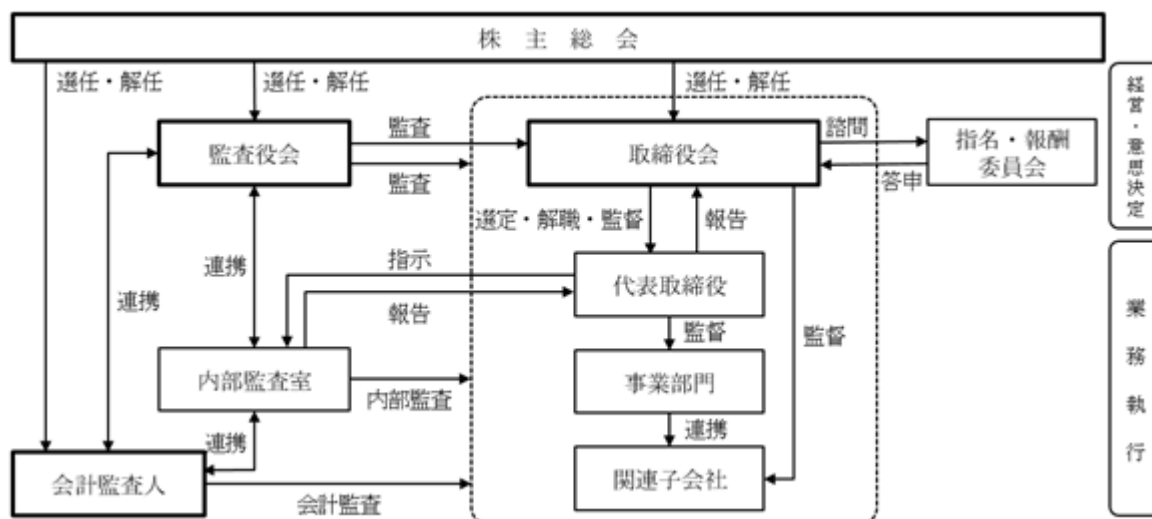 株主総会
選任・解任
選任・解任
選任・解任
経営・意思決定
監査役会
監査
監査
取締役会
諮問
答申
指名・報酬
委員会
選定・解職・監督
報告
連携
連携
指示
報告
代表取締役
監督
監督
業務執行
内部監査室
内部監査
事業部門
連携
連携
会計監査人
会計監査
関連子会社